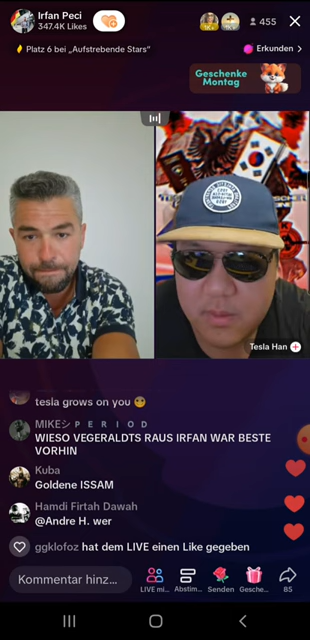 Irfan Peci
347.4K Likes
455
Platz 6 bei „Aufstrebende Stars“
Erkunden
Geschenke
Montag
Tesla Han
tesla grows on you
MIKEシ P E R I O D
WIESO VEGERALDTS RAUS IRFAN WAR BESTE
VORHIN
Kuba
Goldene ISSAM
Hamdi Firtah Dawah
@Andre H. wer
ggklofoz hat dem LIVE einen Like gegeben
Kommentar hinz...
LIVE mi...
Abstim...
Senden
Gesche...
85